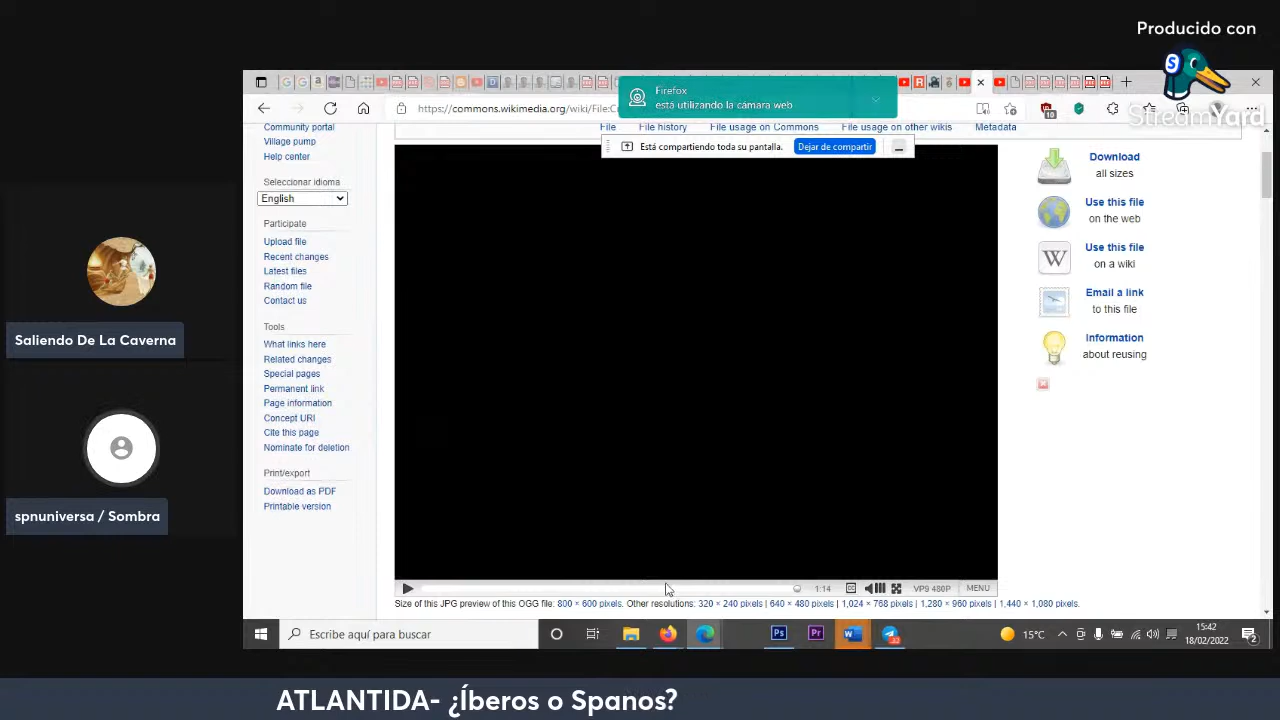 Producido con
StreamYard
Firefox
está utilizando la cámara web
https://commons.wikimedia.org/wiki/File:C
10
File File history File usage on Commons File usage on other wikis Metadata
Está compartiendo toda su pantalla. Dejar de compartir
Community portal
Village pump
Help center
Seleccionar idioma
English
Participate
Upload file
Recent changes
Latest files
Random file
Contact us
Tools
What links here
Related changes
Special pages
Permanent link
Page information
Concept URI
Cite this page
Nominate for deletion
Print/export
Download as PDF
Printable version
Download
all sizes
Use this file
on the web
Use this file
on a wiki
Email a link
to this file
Information
about reusing
Saliendo De La Caverna
spnuniversa / Sombra
1:14 VP9 480P MENU
Size of this JPG preview of this OGG file: 800 × 600 pixels. Other resolutions: 320 × 240 pixels | 640 × 480 pixels | 1,024 × 768 pixels | 1,280 × 960 pixels | 1,440 × 1,080 pixels.
Escribe aquí para buscar
Ps Pr W
15°C
15:42
18/02/2022
2
ATLANTIDA- ¿Íberos o Spanos?